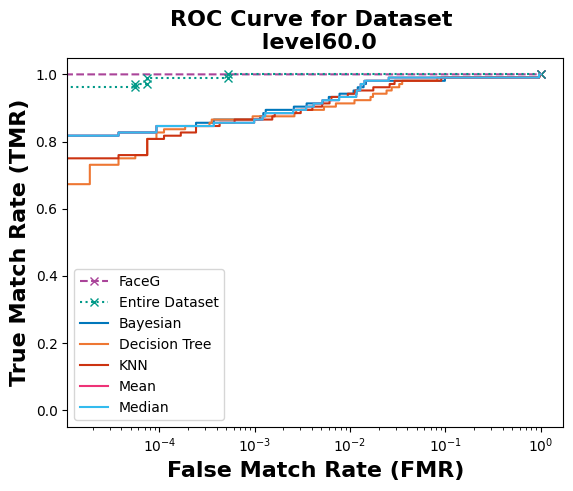 ROC Curve for Dataset
level60.0
True Match Rate (TMR)
1.0
0.8
0.6
0.4
0.2
0.0
FaceG
Entire Dataset
Bayesian
Decision Tree
KNN
Mean
Median
10⁻⁴
10⁻³
10⁻²
10⁻¹
10⁰
False Match Rate (FMR)